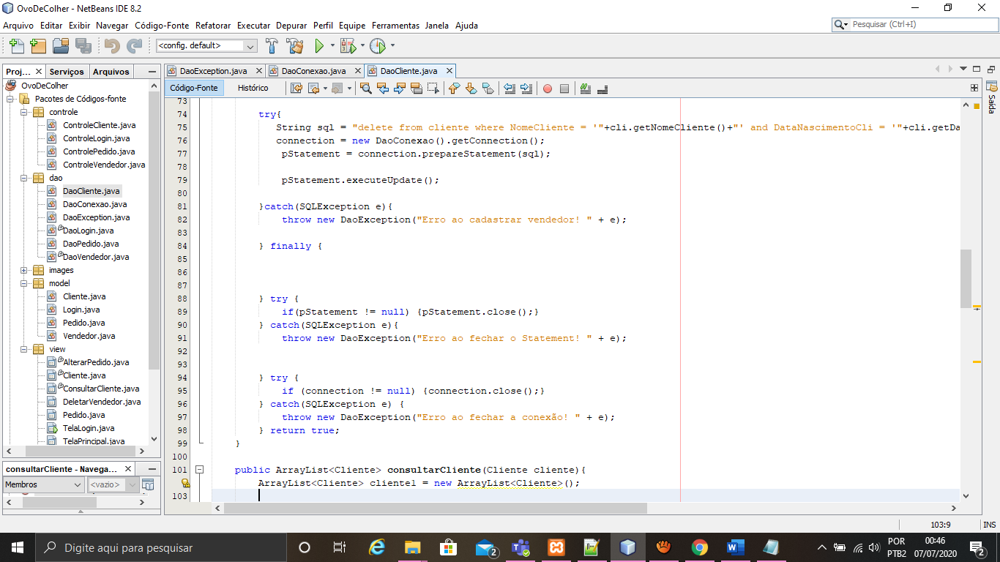 OvoDeColher - NetBeans IDE 8.2
Arquivo Editar Exibir Navegar Código-Fonte Refatorar Executar Depurar Perfil Equipe Ferramentas Janela Ajuda
Pesquisar (Ctrl+I)
<config. default>
Proj... Serviços Arquivos
DaoException.java DaoConexao.java DaoCliente.java
Código-Fonte Histórico
OvoDeColher
Pacotes de Códigos-fonte
controle
ControleCliente.java
ControleLogin.java
ControlePedido.java
ControleVendedor.java
dao
DaoCliente.java
DaoConexao.java
DaoException.java
DaoLogin.java
DaoPedido.java
DaoVendedor.java
images
model
Cliente.java
Login.java
Pedido.java
Vendedor.java
view
AlterarPedido.java
Cliente.java
ConsultarCliente.java
DeletarVendedor.java
Pedido.java
TelaLogin.java
TelaPrincipal.java
consultarCliente - Navega...
Membros <vazio>
73
74 try{
75 String sql = "delete from cliente where NomeCliente = '"+cli.getNomeCliente()+"' and DataNascimentoCli = '"+cli.getDa
76 connection = new DaoConexao().getConnection();
77 pStatement = connection.prepareStatement(sql);
78
79 pStatement.executeUpdate();
80
81 }catch(SQLException e){
82 throw new DaoException("Erro ao cadastrar vendedor! " + e);
83
84 } finally {
85
86
87
88 } try {
89 if(pStatement != null) {pStatement.close();}
90 } catch(SQLException e){
91 throw new DaoException("Erro ao fechar o Statement! " + e);
92
93
94 } try {
95 if (connection != null) {connection.close();}
96 } catch(SQLException e) {
97 throw new DaoException("Erro ao fechar a conexão! " + e);
98 } return true;
99 }
100
101 public ArrayList<Cliente> consultarCliente(Cliente cliente){
ArrayList<Cliente> cliente1 = new ArrayList<Cliente>();
103
Saída
103:9 INS
Digite aqui para pesquisar
2
POR
PTB2
00:46
07/07/2020
2